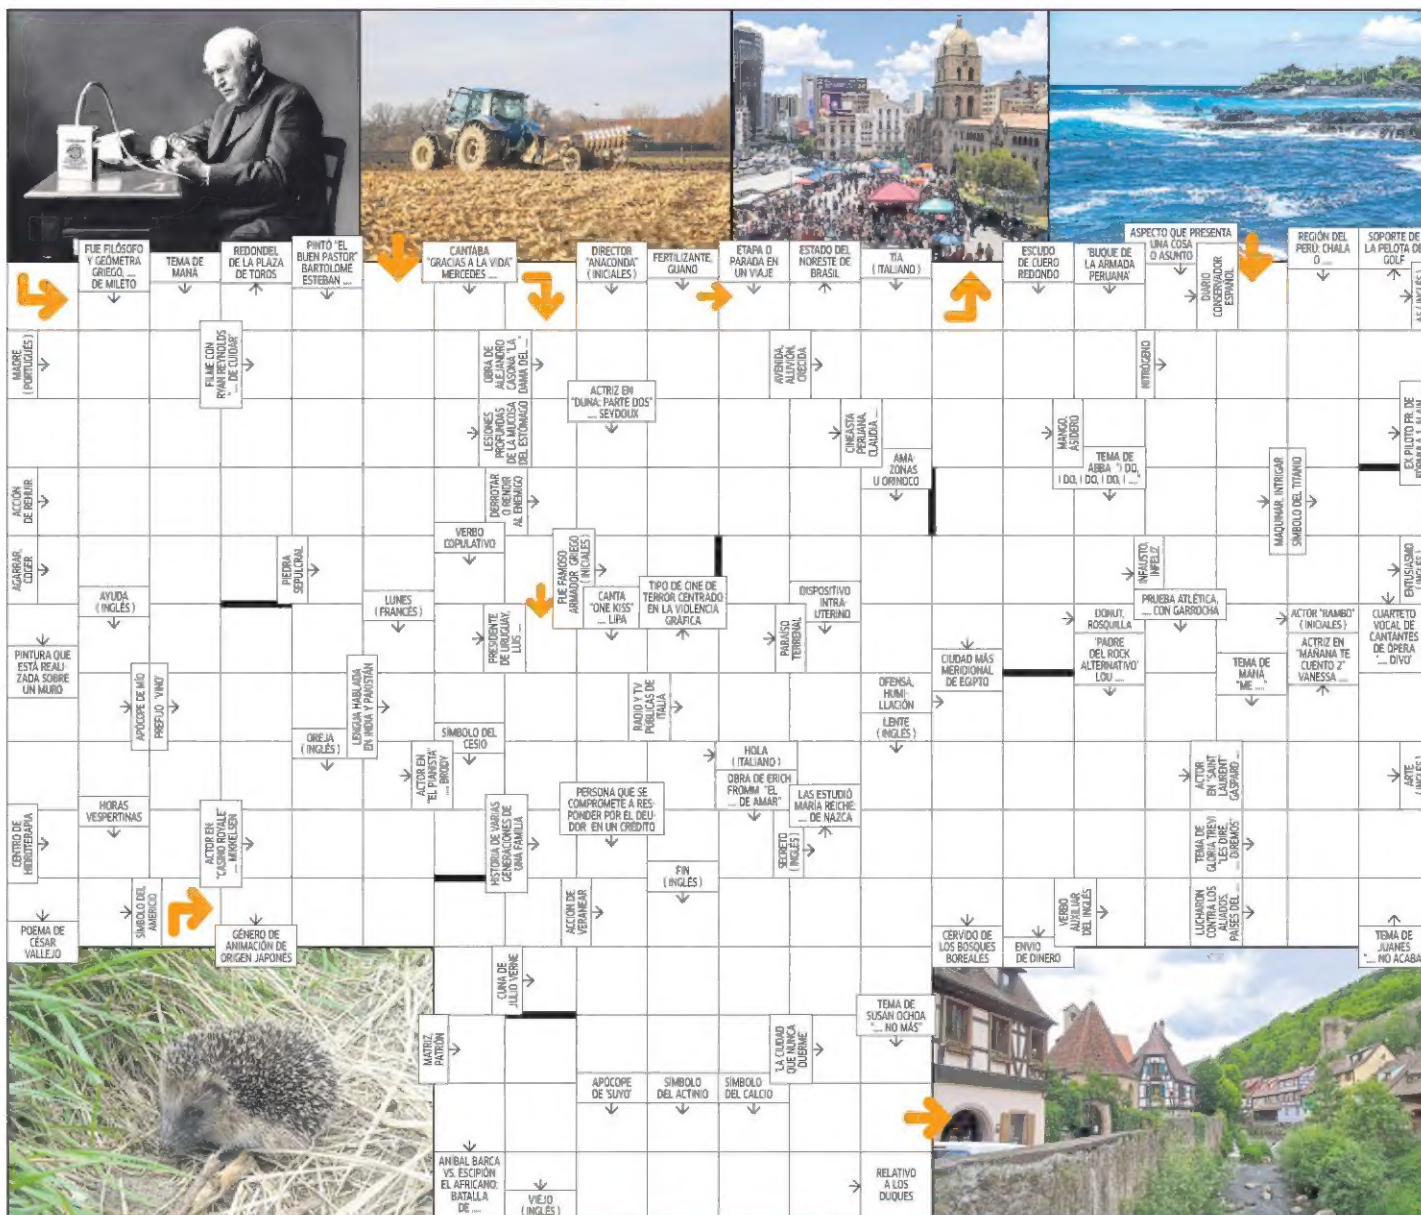 FUE FILÓSOFO
Y GEÓMETRA
GRIEGO, ....
DE MILETO
TEMA DE
MANÁ
REDONDEL
DE LA PLAZA
DE TOROS
PINTÓ "EL
BUEN PASTOR"
BARTOLOMÉ
ESTEBAN ....
CANTABA
"GRACIAS A LA VIDA"
MERCEDES ....
DIRECTOR
"ANACONDA"
(INICIALES)
FERTILIZANTE,
GUANO
ETAPA O
PARADA EN
UN VIAJE
ESTADO DEL
NORESTE DE
BRASIL
TÍA
(ITALIANO)
ESCUDO
DE CUERO
REDONDO
'BUQUE DE
LA ARMADA
PERUANA'
ASPECTO QUE PRESENTA
UNA COSA
O ASUNTO
DIARIO
CONSERVADOR
ESPAÑOL
REGIÓN DEL
PERÚ: CHALA
O ....
SOPORTE DE
LA PELOTA DE
GOLF
AS (INGLÉS)
MADRE
(PORTUGUÉS)
FILME CON
RYAN REYNOLDS
".... DE CUIDAR"
OBRA DE
ALEJANDRO
CASONA "LA
DAMA DEL ...."
ACTRIZ EN
"DUNA: PARTE DOS"
.... SEYDOUX
AVENIDA,
ALUVIÓN,
CRECIDA
NITRÓGENO
LESIONES
PROFUNDAS
DE LA MUCOSA
DEL ESTÓMAGO
CINEASTA
PERUANA,
CLAUDIA ....
MANGO,
ASIDERO
EX PILOTO FR. DE
FÓRMULA 1, ALAIN
AMA-
ZONAS
U ORINOCO
TEMA DE
ABBA "I DO,
I DO, I DO, I ...."
ACCIÓN
DE REHUIR
DERROTAR
O RENDIR
AL ENEMIGO
MAQUINAR, INTRIGAR
SÍMBOLO DEL TITANIO
AGARRAR,
COGER
PIEDRA
SEPULCRAL
VERBO
COPULATIVO
FUE FAMOSO
ARMADOR GRIEGO
(INICIALES)
INFAUSTO,
INFELIZ
ENTUSIASMO
(INGLÉS)
AYUDA
(INGLÉS)
LUNES
(FRANCÉS)
CANTA
"ONE KISS"
.... LIPA
TIPO DE CINE DE
TERROR CENTRADO
EN LA VIOLENCIA
GRÁFICA
DISPOSITIVO
INTRA-
UTERINO
PRUEBA ATLÉTICA,
.... CON GARROCHA
PRESIDENTE
DE URUGUAY,
LUIS ....
PARAÍSO
TERRENAL
DONUT,
ROSQUILLA
'PADRE
DEL ROCK
ALTERNATIVO'
LOU ....
ACTOR "RAMBO"
(INICIALES)
ACTRIZ EN
"MAÑANA TE
CUENTO 2"
VANESSA ....
CUARTETO
VOCAL DE
CANTANTES
DE ÓPERA
'.... DIVO'
PINTURA QUE
ESTÁ REALI-
ZADA SOBRE
UN MURO
CIUDAD MÁS
MERIDIONAL
DE EGIPTO
TEMA DE
MANÁ
"ME ...."
APÓCOPE DE MÍO
PREFIJO 'VINO'
LENGUA HABLADA
EN INDIA Y PAKISTÁN
RADIO Y TV
PÚBLICAS DE
ITALIA
OFENSA,
HUMI-
LLACIÓN
LENTE
(INGLÉS)
OREJA
(INGLÉS)
SÍMBOLO DEL
CESIO
ACTOR EN
"EL PIANISTA"
.... BRODY
HOLA
(ITALIANO)
OBRA DE ERICH
FROMM "EL
.... DE AMAR"
ACTOR
EN "SAINT
LAURENT"
GASPARD ....
ARTE
(INGLÉS)
HORAS
VESPERTINAS
PERSONA QUE SE
COMPROMETE A RES-
PONDER POR EL DEU-
DOR EN UN CRÉDITO
LAS ESTUDIÓ
MARÍA REICHE:
.... DE NAZCA
CENTRO DE
HIDROTERAPIA
ACTOR EN
"CASINO ROYALE"
.... MIKKELSEN
HISTORIA DE VARIAS
GENERACIONES DE
UNA FAMILIA
SECRETO
(INGLÉS)
TEMA DE
GLORIA TREVI
"LES DIRE,
.... DIREMOS"
FIN
(INGLÉS)
SÍMBOLO DEL
AMERICIO
ACCIÓN DE
VERANEAR
VERBO
AUXILIAR
DEL INGLÉS
LUCHARON
CONTRA LOS
ALIADOS,
PAÍSES DEL ....
POEMA DE
CÉSAR
VALLEJO
GÉNERO DE
ANIMACIÓN DE
ORIGEN JAPONÉS
CÉRVIDO DE
LOS BOSQUES
BOREALES
ENVÍO
DE DINERO
TEMA DE
JUANES
".... NO ACABA
CUNA DE
JULIO VERNE
TEMA DE
SUSAN OCHOA
".... NO MÁS"
MATRIZ,
PATRÓN
'LA CIUDAD
QUE NUNCA
DUERME'
APÓCOPE
DE 'SUYO'
SÍMBOLO
DEL ACTINIO
SÍMBOLO
DEL CALCIO
ANÍBAL BARCA
VS. ESCIPIÓN
EL AFRICANO:
BATALLA
DE ....
VIEJO
(INGLÉS)
RELATIVO
A LOS
DUQUES